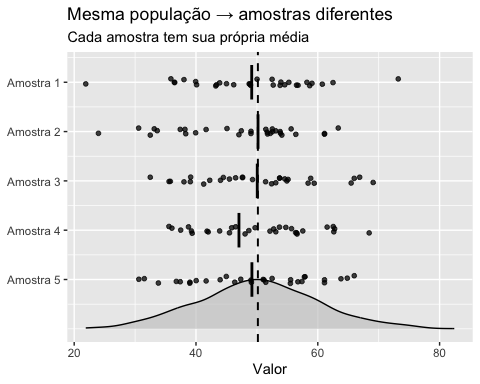 Mesma população → amostras diferentes
Cada amostra tem sua própria média
Amostra 1
Amostra 2
Amostra 3
Amostra 4
Amostra 5
20 40 60 80
Valor